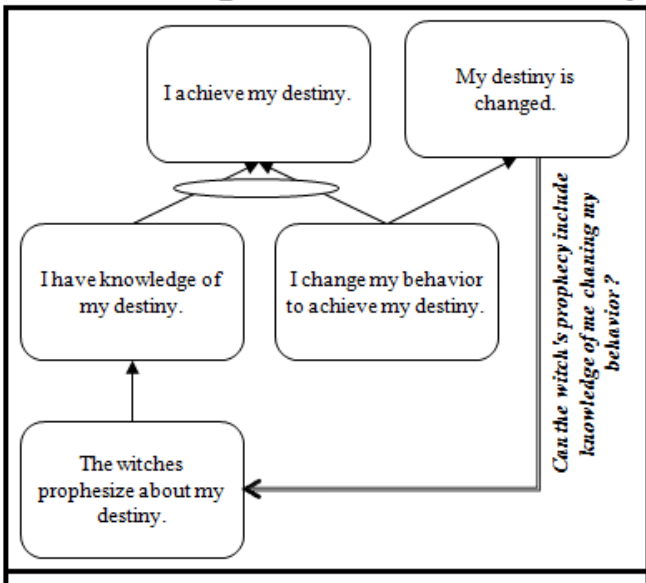 I achieve my destiny.
My destiny is
changed.
I have knowledge of
my destiny.
I change my behavior
to achieve my destiny.
Can the witch's prophecy include
knowledge of me chaning my
behavior?
The witches
prophesize about my
destiny.